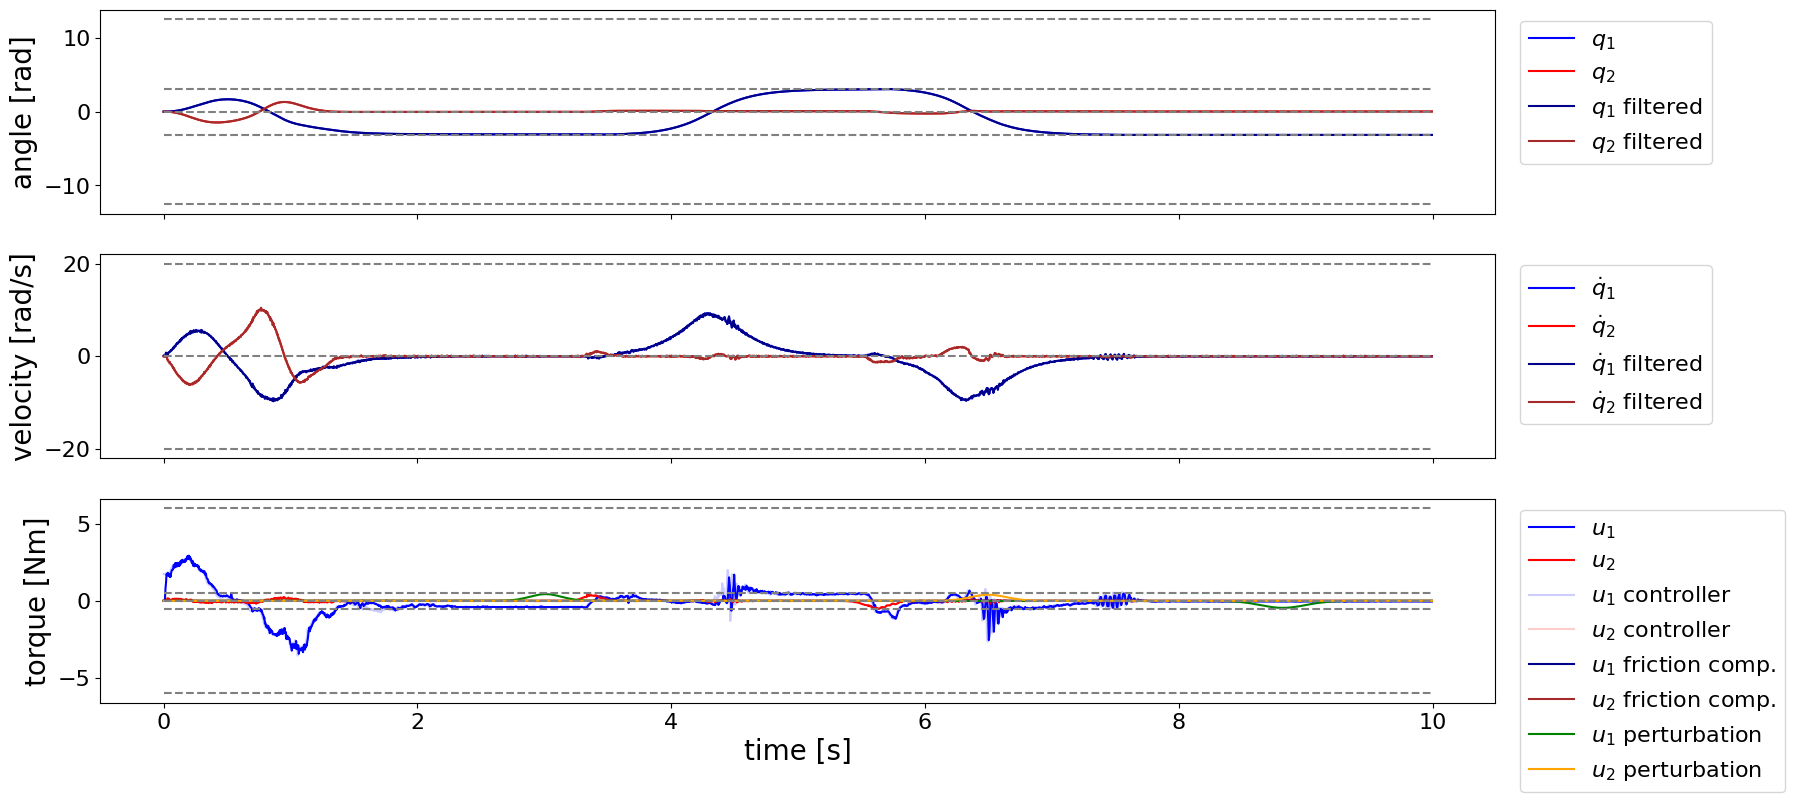 angle [rad]
10
0
−10
q₁
q₂
q₁ filtered
q₂ filtered
velocity [rad/s]
20
0
−20
q̇₁
q̇₂
q̇₁ filtered
q̇₂ filtered
torque [Nm]
5
0
−5
0 2 4 6 8 10
time [s]
u₁
u₂
u₁ controller
u₂ controller
u₁ friction comp.
u₂ friction comp.
u₁ perturbation
u₂ perturbation